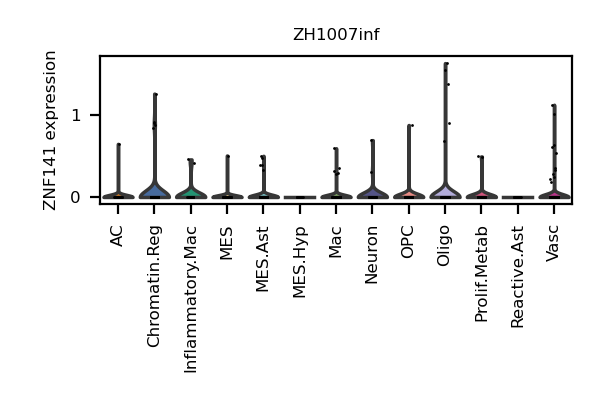 ZH1007inf
ZNF141 expression
1
0
AC
Chromatin.Reg
Inflammatory.Mac
MES
MES.Ast
MES.Hyp
Mac
Neuron
OPC
Oligo
Prolif.Metab
Reactive.Ast
Vasc